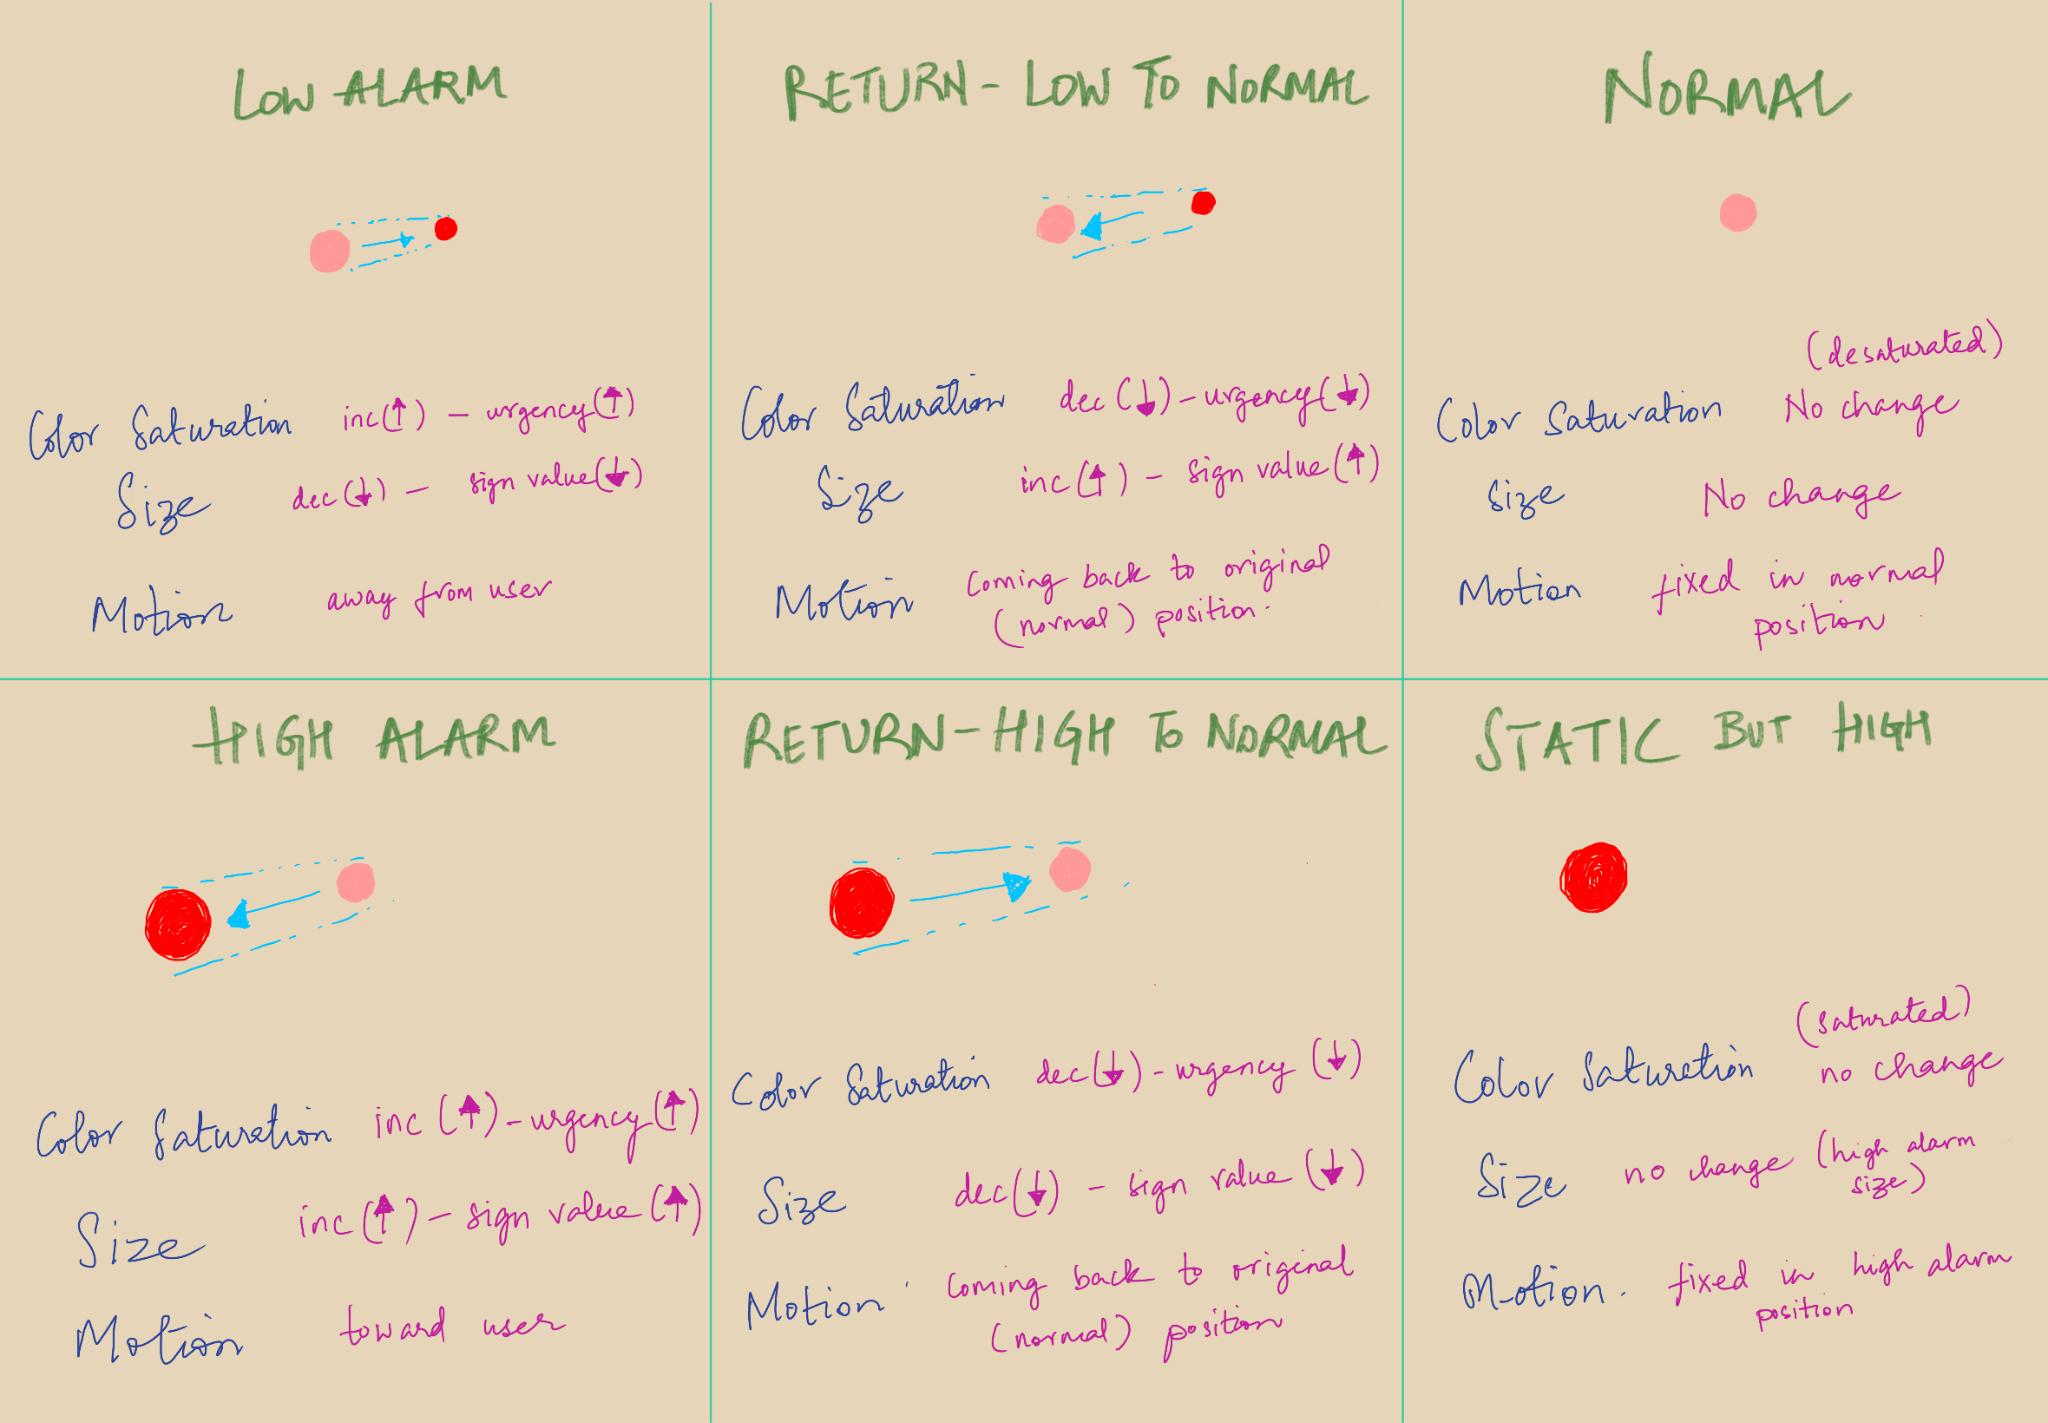 LOW ALARM
Color Saturation inc(↑) - urgency(↑)
Size dec(↓) - sign value(↓)
Motion away from user
RETURN - LOW TO NORMAL
Color Saturation dec(↓) - urgency(↓)
Size inc(↑) - sign value(↑)
Motion Coming back to original
(normal) position.
NORMAL
(desaturated)
Color Saturation No change
Size No change
Motion fixed in normal
position
HIGH ALARM
Color Saturation inc(↑) - urgency(↑)
Size inc(↑) - sign value(↑)
Motion toward user
RETURN - HIGH TO NORMAL
Color Saturation dec(↓) - urgency(↓)
Size dec(↓) - sign value(↓)
Motion Coming back to original
(normal) position
STATIC BUT HIGH
(saturated)
Color Saturation no change
Size no change (high alarm
size)
Motion. fixed in high alarm
position